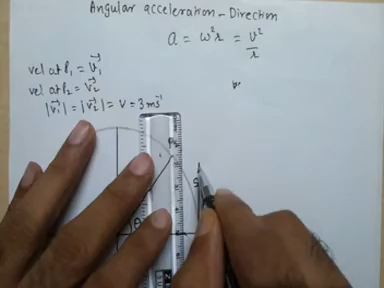 Angular acceleration - Direction
a = ω²r = v²/r
vel at P₁ = v⃗₁
vel at P₂ = v⃗₂
|v⃗₁| = |v⃗₂| = v = 3 ms⁻¹